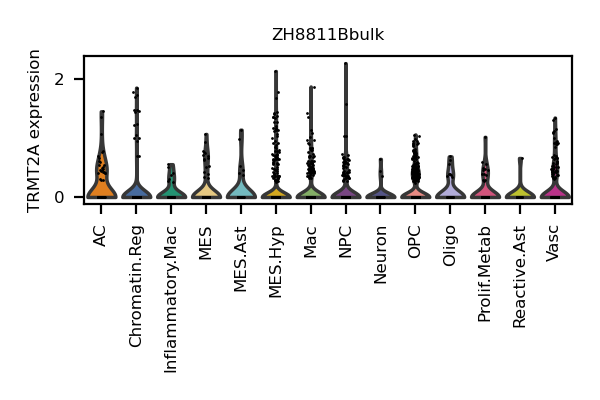 ZH8811Bbulk
TRMT2A expression
2
0
AC
Chromatin.Reg
Inflammatory.Mac
MES
MES.Ast
MES.Hyp
Mac
NPC
Neuron
OPC
Oligo
Prolif.Metab
Reactive.Ast
Vasc